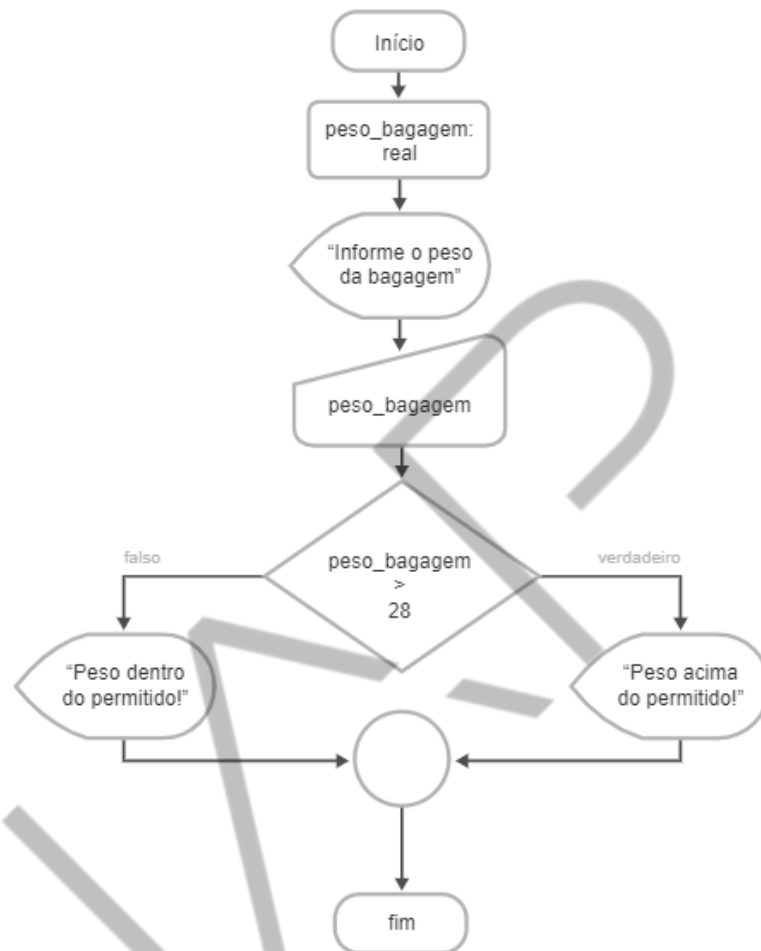 Início
peso_bagagem:
real
“Informe o peso
da bagagem”
peso_bagagem
falso
peso_bagagem
>
28
verdadeiro
“Peso dentro
do permitido!”
“Peso acima
do permitido!”
fim